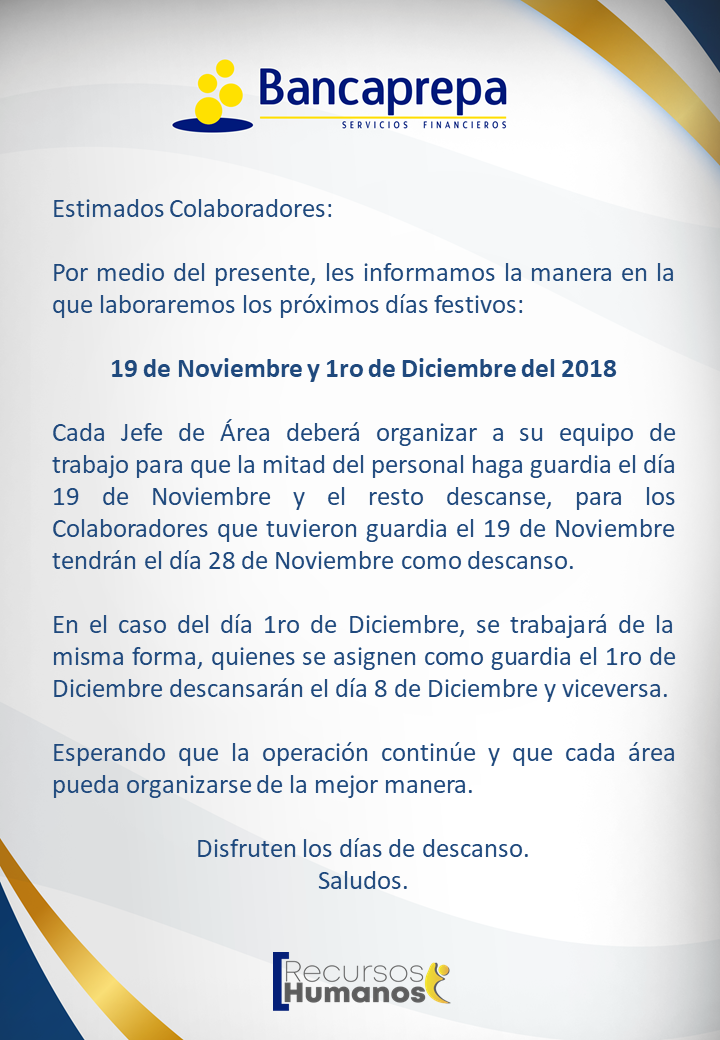 Bancaprepa
SERVICIOS FINANCIEROS
Estimados Colaboradores:
Por medio del presente, les informamos la manera en la
que laboraremos los próximos días festivos:
19 de Noviembre y 1ro de Diciembre del 2018
Cada Jefe de Área deberá organizar a su equipo de
trabajo para que la mitad del personal haga guardia el día
19 de Noviembre y el resto descanse, para los
Colaboradores que tuvieron guardia el 19 de Noviembre
tendrán el día 28 de Noviembre como descanso.
En el caso del día 1ro de Diciembre, se trabajará de la
misma forma, quienes se asignen como guardia el 1ro de
Diciembre descansarán el día 8 de Diciembre y viceversa.
Esperando que la operación continúe y que cada área
pueda organizarse de la mejor manera.
Disfruten los días de descanso.
Saludos.
Recursos
Humanos